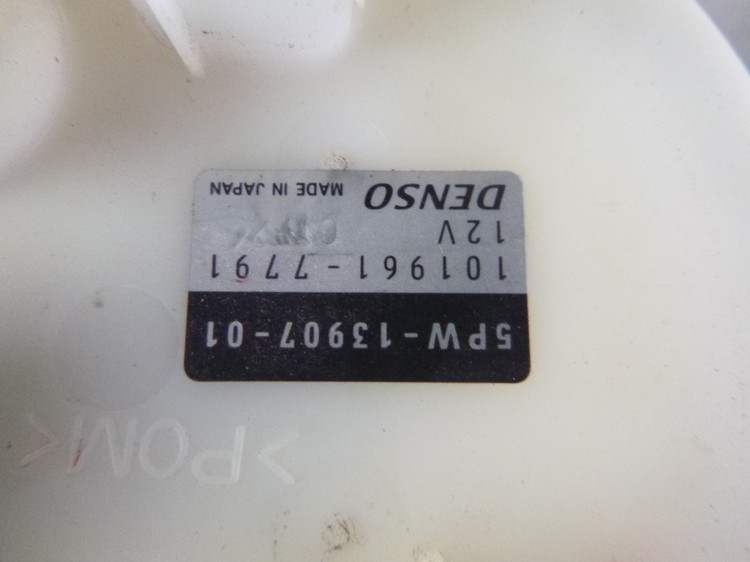 5PW-13907-01
101961-7791
12V
DENSO MADE IN JAPAN
>POM<